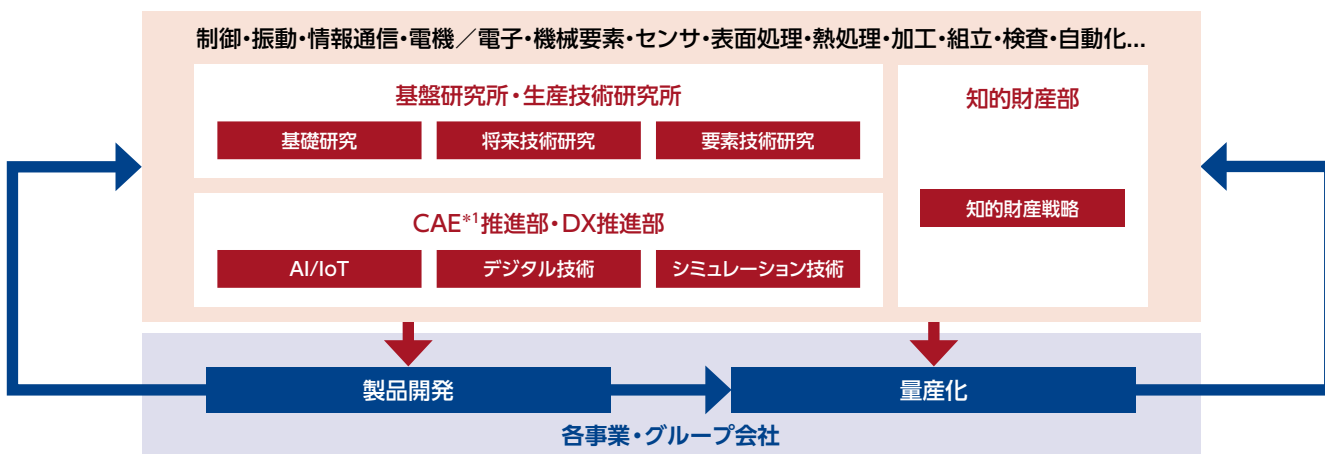 制御・振動・情報通信・電機／電子・機械要素・センサ・表面処理・熱処理・加工・組立・検査・自動化...
基盤研究所・生産技術研究所
基礎研究
将来技術研究
要素技術研究
CAE*1推進部・DX推進部
AI/IoT
デジタル技術
シミュレーション技術
知的財産部
知的財産戦略
製品開発
量産化
各事業・グループ会社